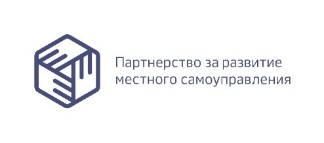 Партнерство за развитие
местного самоуправления